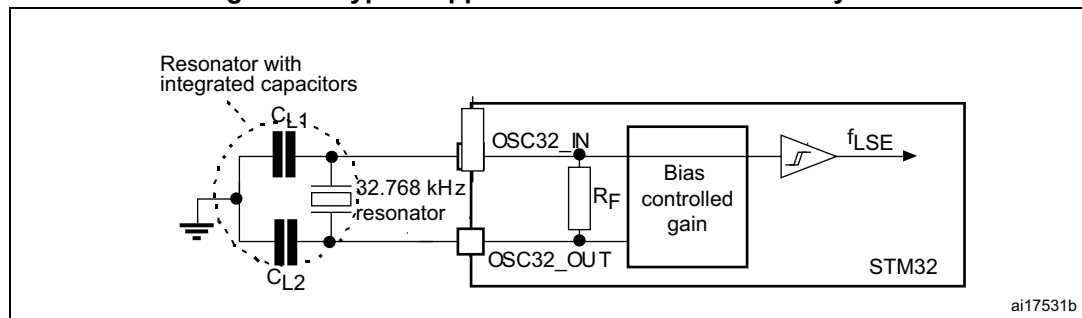 Resonator with
integrated capacitors
CL1
OSC32_IN
fLSE
32.768 kHz
resonator
RF
Bias
controlled
gain
OSC32_OUT
STM32
CL2
ai17531b